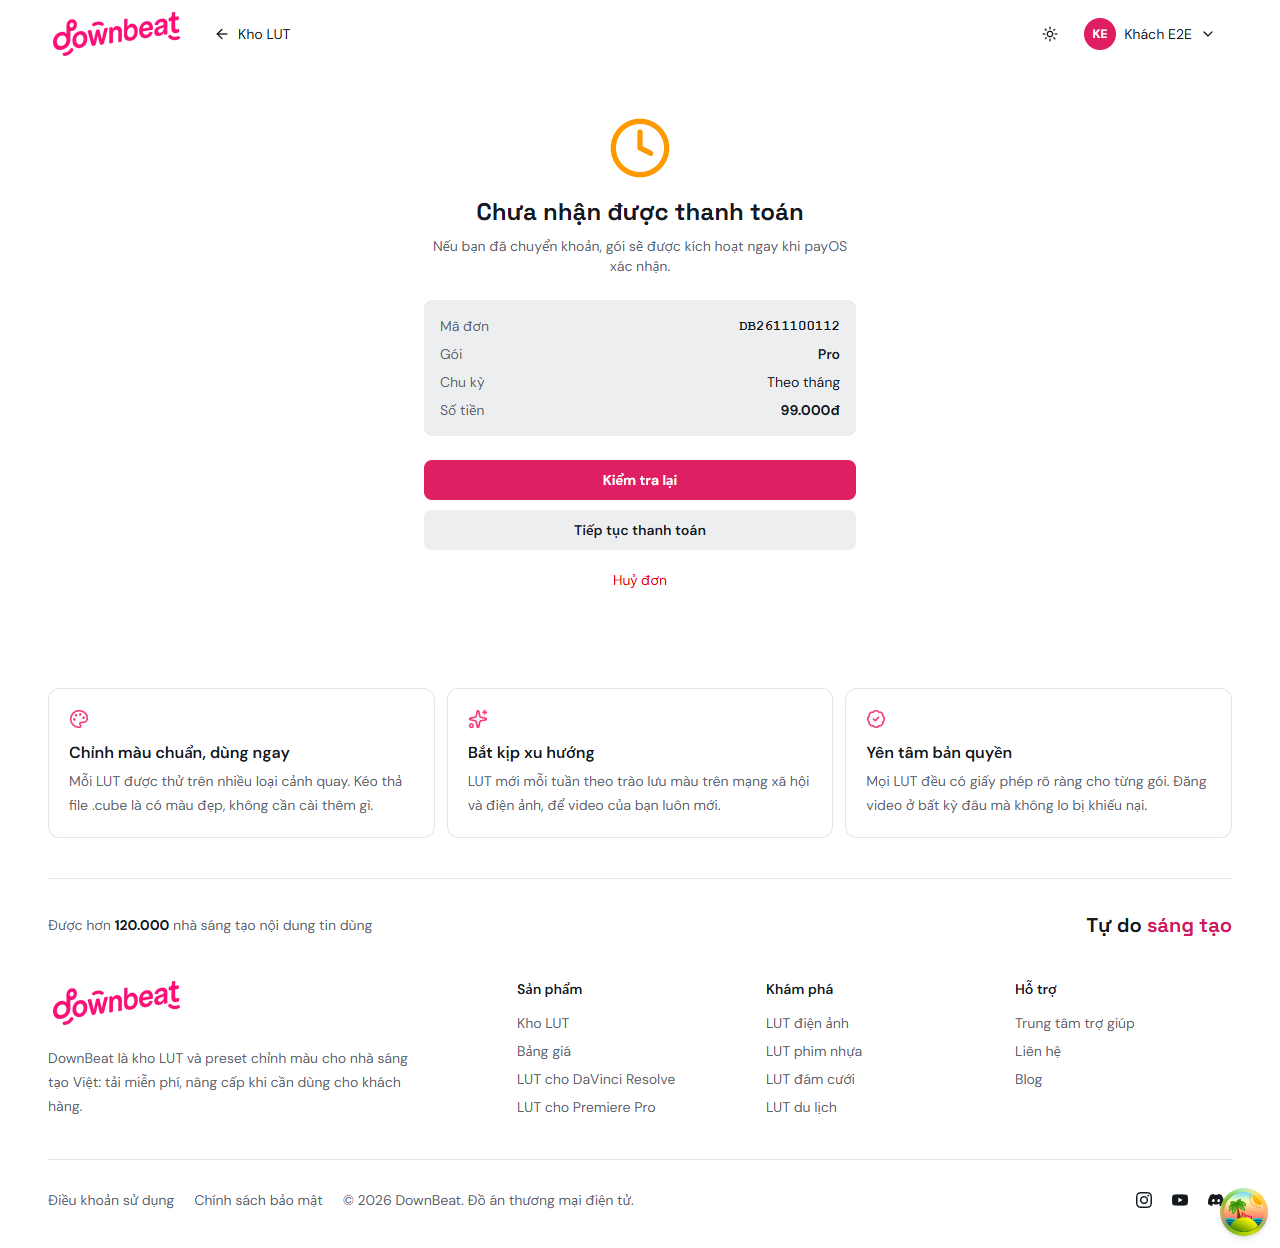 downbeat
Kho LUT
KE
Khách E2E
Chưa nhận được thanh toán
Nếu bạn đã chuyển khoản, gói sẽ được kích hoạt ngay khi payOS
xác nhận.
Mã đơn
DB2611100112
Gói
Pro
Chu kỳ
Theo tháng
Số tiền
99.000đ
Kiểm tra lại
Tiếp tục thanh toán
Huỷ đơn
Chỉnh màu chuẩn, dùng ngay
Mỗi LUT được thử trên nhiều loại cảnh quay. Kéo thả
file .cube là có màu đẹp, không cần cài thêm gì.
Bắt kịp xu hướng
LUT mới mỗi tuần theo trào lưu màu trên mạng xã hội
và điện ảnh, để video của bạn luôn mới.
Yên tâm bản quyền
Mọi LUT đều có giấy phép rõ ràng cho từng gói. Đăng
video ở bất kỳ đâu mà không lo bị khiếu nại.
Được hơn 120.000 nhà sáng tạo nội dung tin dùng
Tự do sáng tạo
downbeat
DownBeat là kho LUT và preset chỉnh màu cho nhà sáng
tạo Việt: tải miễn phí, nâng cấp khi cần dùng cho khách
hàng.
Sản phẩm
Kho LUT
Bảng giá
LUT cho DaVinci Resolve
LUT cho Premiere Pro
Khám phá
LUT điện ảnh
LUT phim nhựa
LUT đám cưới
LUT du lịch
Hỗ trợ
Trung tâm trợ giúp
Liên hệ
Blog
Điều khoản sử dụng
Chính sách bảo mật
© 2026 DownBeat. Đồ án thương mại điện tử.